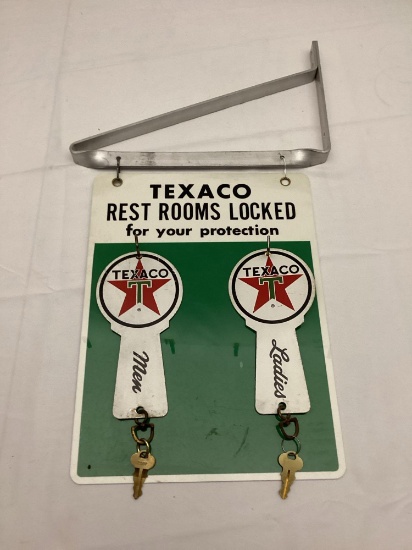 TEXACO
REST ROOMS LOCKED
for your protection
TEXACO
T
Men
TEXACO
T
Ladies